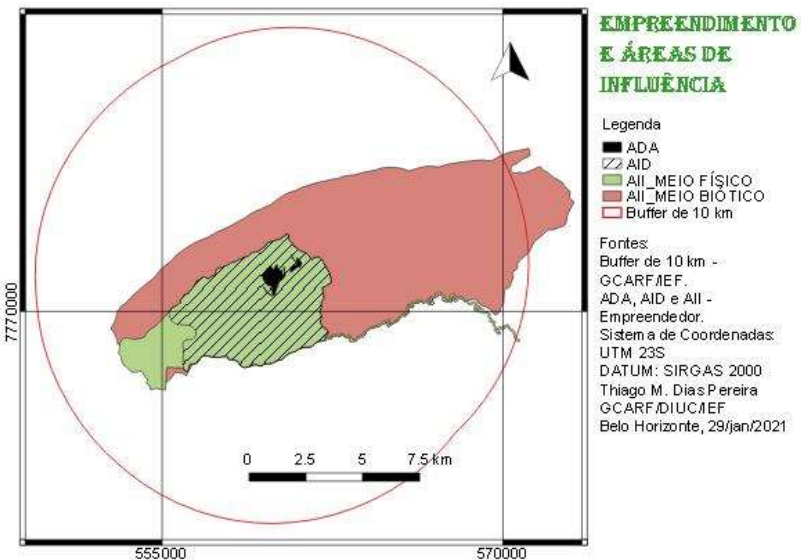 EMPREENDIMENTO
E ÁREAS DE
INFLUÊNCIA
Legenda
ADA
AID
AII_MEIO FÍSICO
AII_MEIO BIÓTICO
Buffer de 10 km
Fontes:
Buffer de 10 km -
GCARF/IEF.
ADA, AID e AII -
Empreendedor.
Sistema de Coordenadas:
UTM 23S
DATUM: SIRGAS 2000
Thiago M. Dias Pereira
GCARF/DIUC/IEF
Belo Horizonte, 29/jan/2021
7770000
0 2.5 5 7.5 km
555000 570000